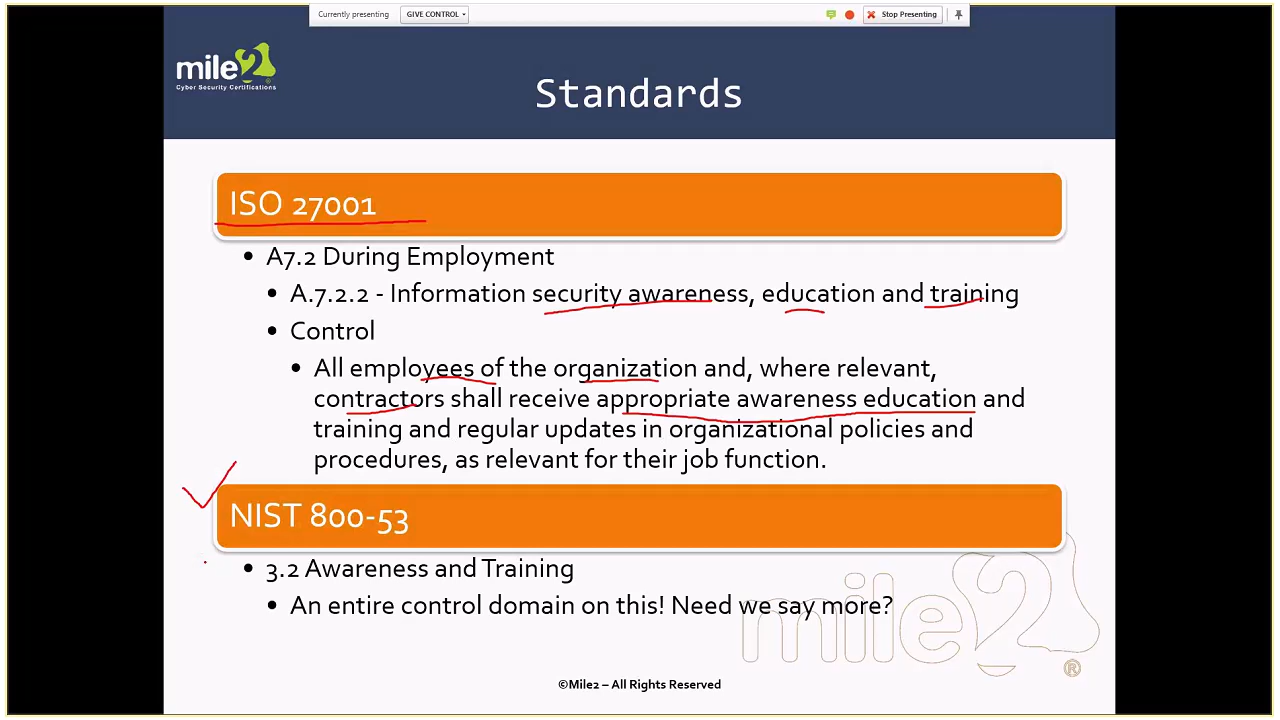 Currently presenting GIVE CONTROL Stop Presenting
mile2
Cyber Security Certifications
Standards
ISO 27001
• A7.2 During Employment
• A.7.2.2 - Information security awareness, education and training
• Control
• All employees of the organization and, where relevant,
contractors shall receive appropriate awareness education and
training and regular updates in organizational policies and
procedures, as relevant for their job function.
NIST 800-53
• 3.2 Awareness and Training
• An entire control domain on this! Need we say more?
mile2®
©Mile2 – All Rights Reserved